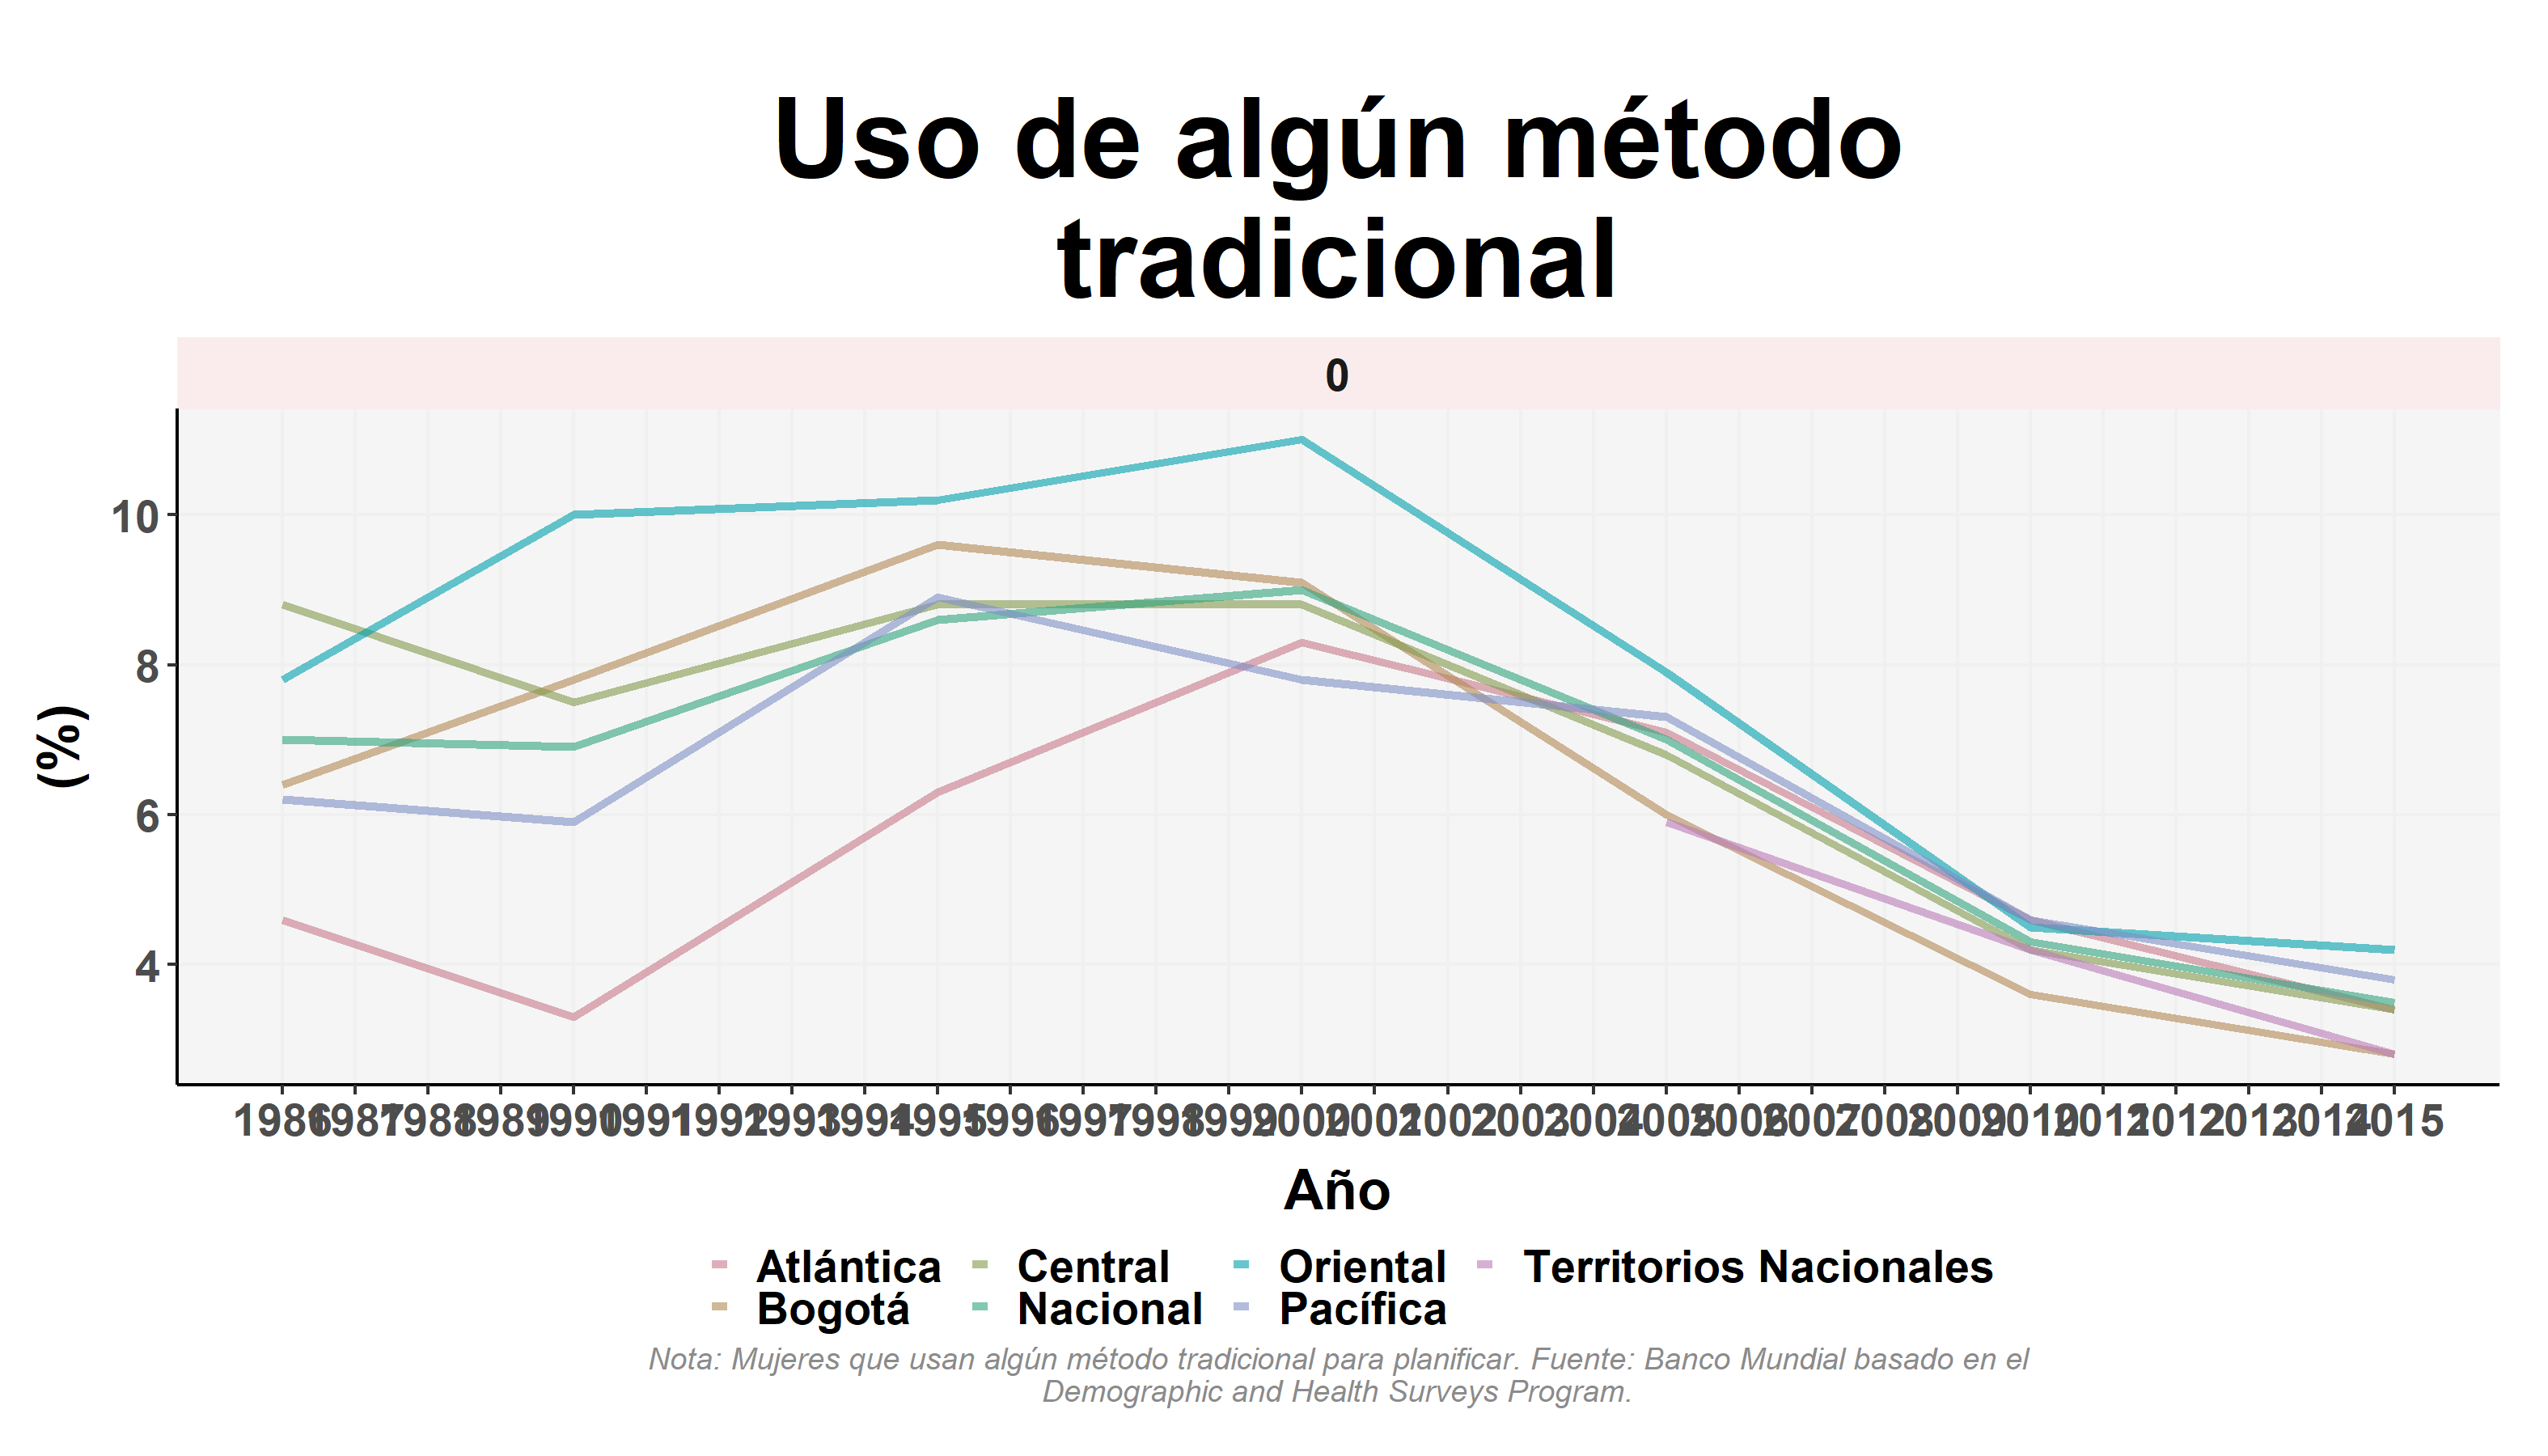 Uso de algún método
tradicional
0
10
8
6
4
(%)
1986 1987 1988 1989 1990 1991 1992 1993 1994 1995 1996 1997 1998 1999 2000 2001 2002 2003 2004 2005 2006 2007 2008 2009 2010 2011 2012 2013 2014 2015
Año
Atlántica Central Oriental Territorios Nacionales
Bogotá Nacional Pacífica
Nota: Mujeres que usan algún método tradicional para planificar. Fuente: Banco Mundial basado en el
Demographic and Health Surveys Program.